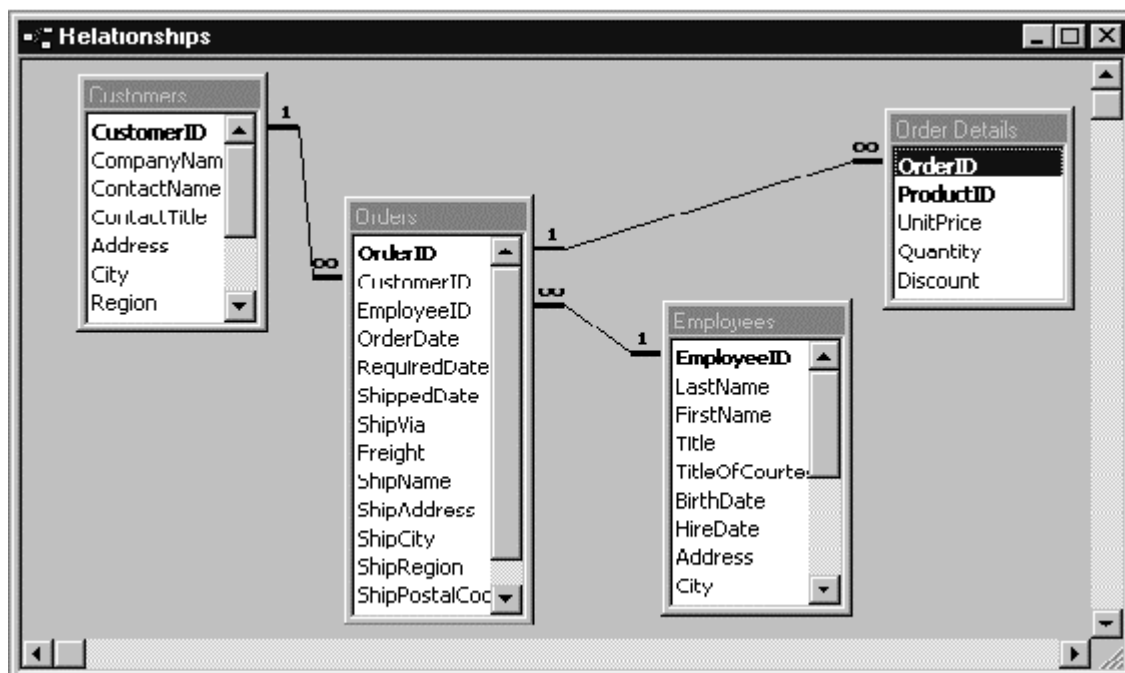 Relationships
Customers
1
CustomerID
CompanyNam
ContactName
ContactTitle
Address
City
Region
∞
Orders
1
OrderID
CustomerID
∞
EmployeeID
OrderDate
RequiredDate
ShippedDate
ShipVia
Freight
ShipName
ShipAddress
ShipCity
ShipRegion
ShipPostalCod
Employees
1
EmployeeID
LastName
FirstName
Title
TitleOfCourte
BirthDate
HireDate
Address
City
Order Details
∞
OrderID
ProductID
UnitPrice
Quantity
Discount